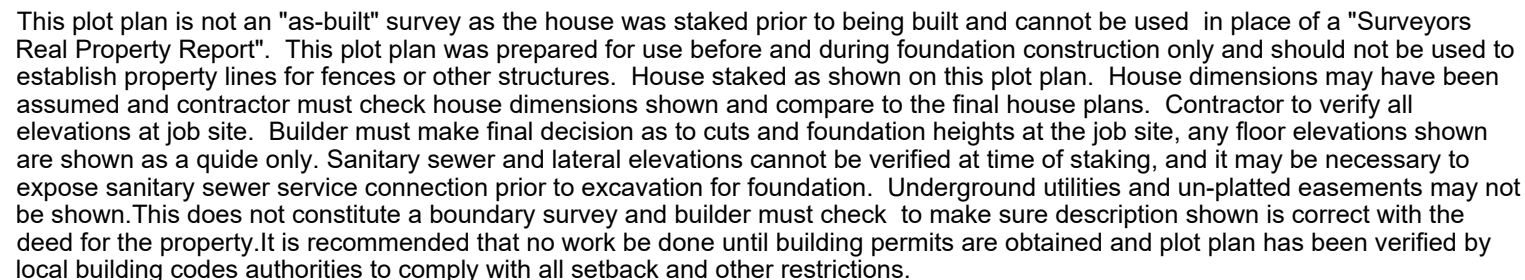 This plot plan is not an "as-built" survey as the house was staked prior to being built and cannot be used  in place of a "Surveyors
Real Property Report".  This plot plan was prepared for use before and during foundation construction only and should not be used to
establish property lines for fences or other structures.  House staked as shown on this plot plan.  House dimensions may have been
assumed and contractor must check house dimensions shown and compare to the final house plans.  Contractor to verify all
elevations at job site.  Builder must make final decision as to cuts and foundation heights at the job site, any floor elevations shown
are shown as a quide only. Sanitary sewer and lateral elevations cannot be verified at time of staking, and it may be necessary to
expose sanitary sewer service connection prior to excavation for foundation.  Underground utilities and un-platted easements may not
be shown.This does not constitute a boundary survey and builder must check  to make sure description shown is correct with the
deed for the property.It is recommended that no work be done until building permits are obtained and plot plan has been verified by
local building codes authorities to comply with all setback and other restrictions.